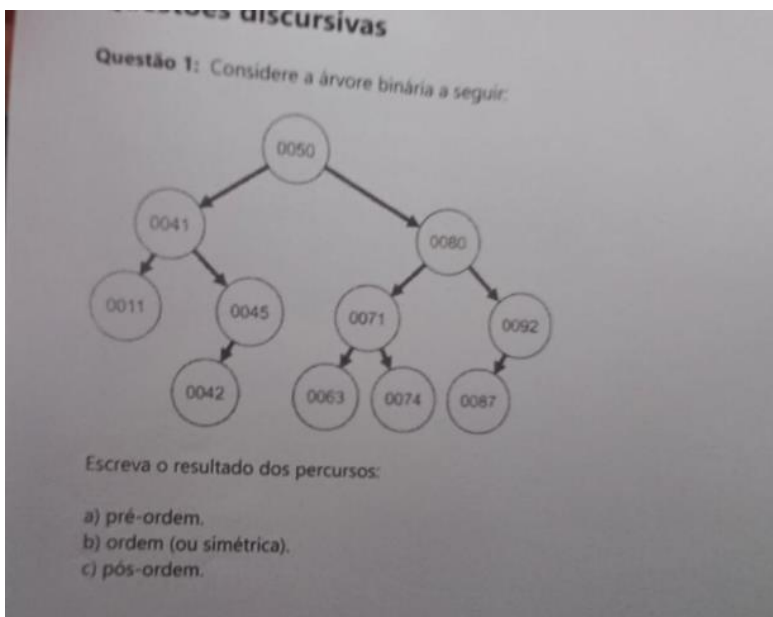 discursivas
Questão 1: Considere a árvore binária a seguir:
0050
0041
0080
0011
0045
0071
0092
0042
0063
0074
0087
Escreva o resultado dos percursos:
a) pré-ordem.
b) ordem (ou simétrica).
c) pós-ordem.